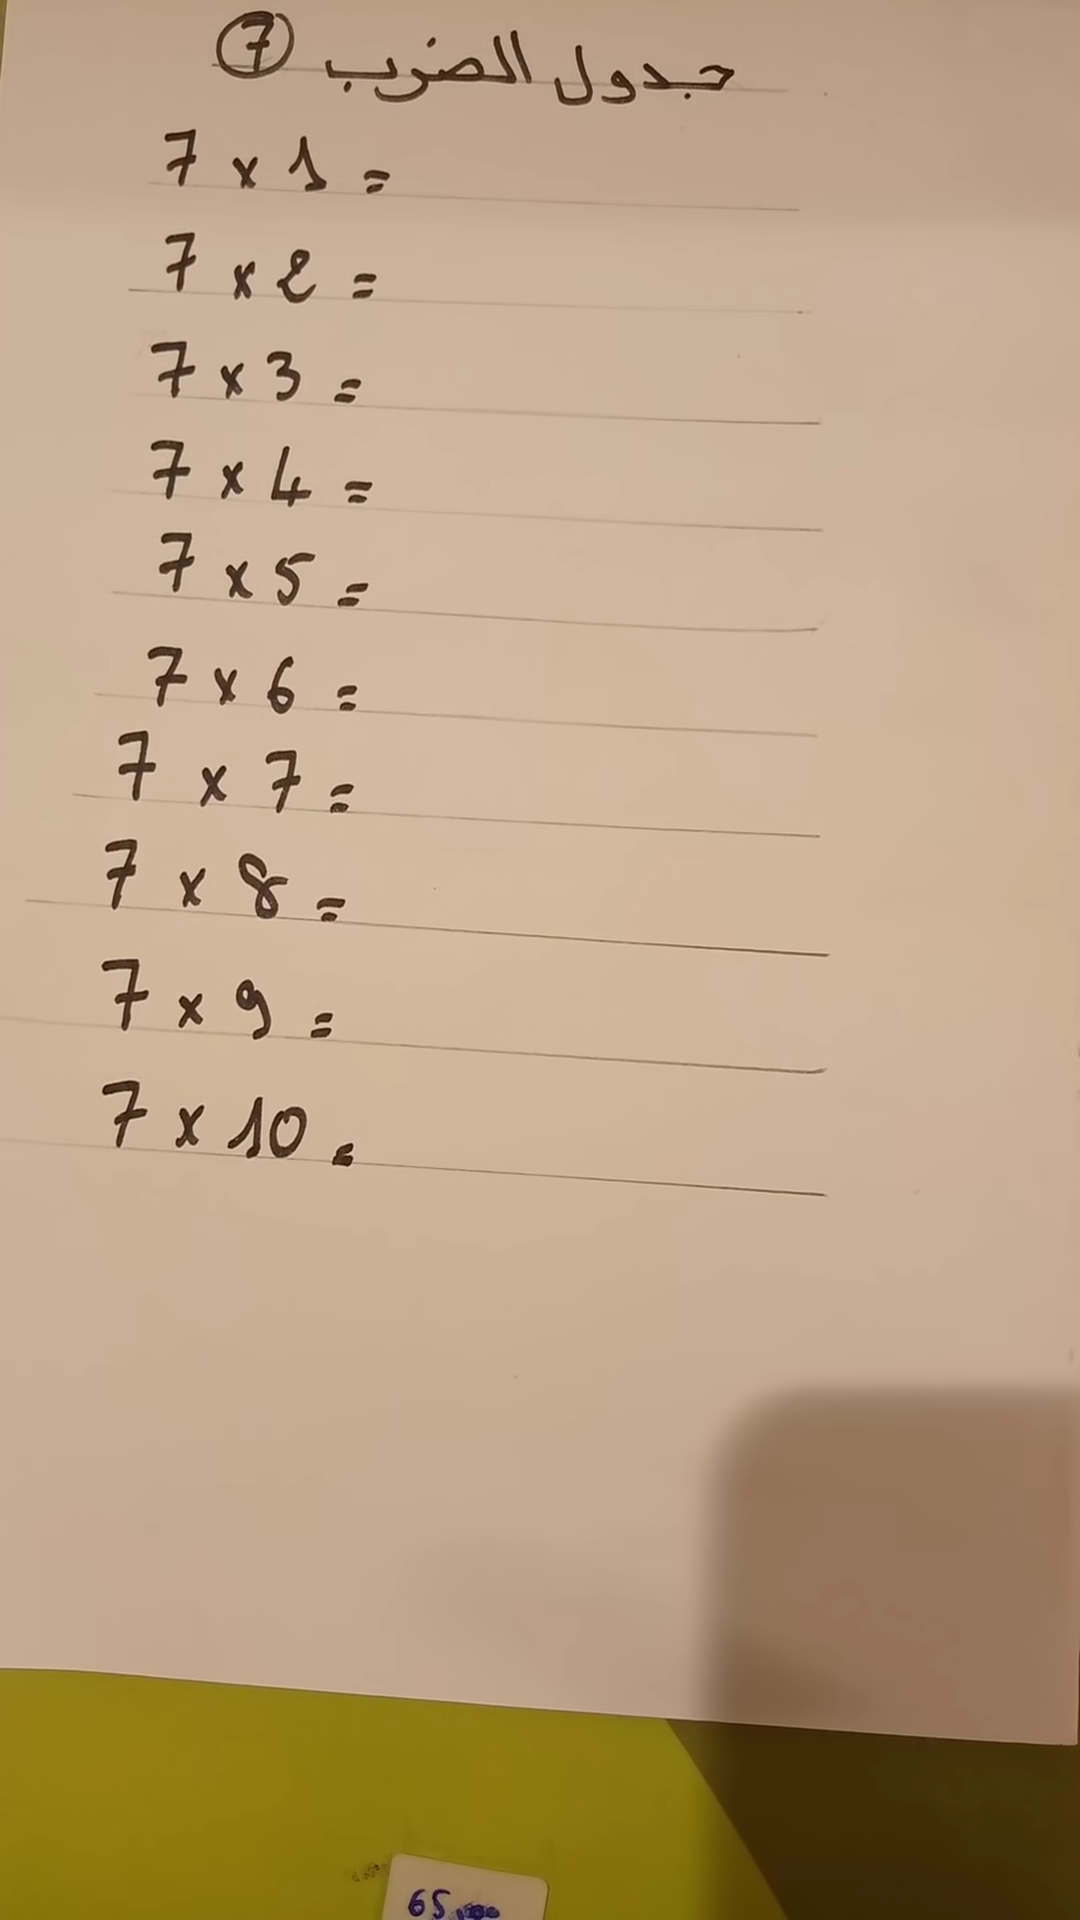 جدول الضرب 7
7 x 1 =
7 x 2 =
7 x 3 =
7 x 4 =
7 x 5 =
7 x 6 =
7 x 7 =
7 x 8 =
7 x 9 =
7 x 10 =
65